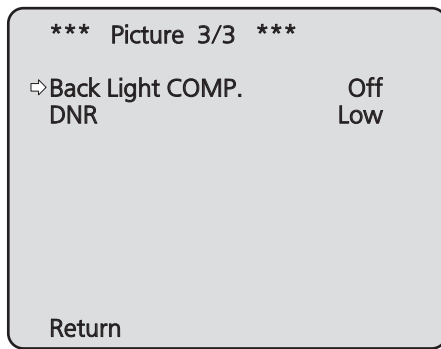 *** Picture 3/3 ***
⇨Back Light COMP. Off
DNR Low
Return